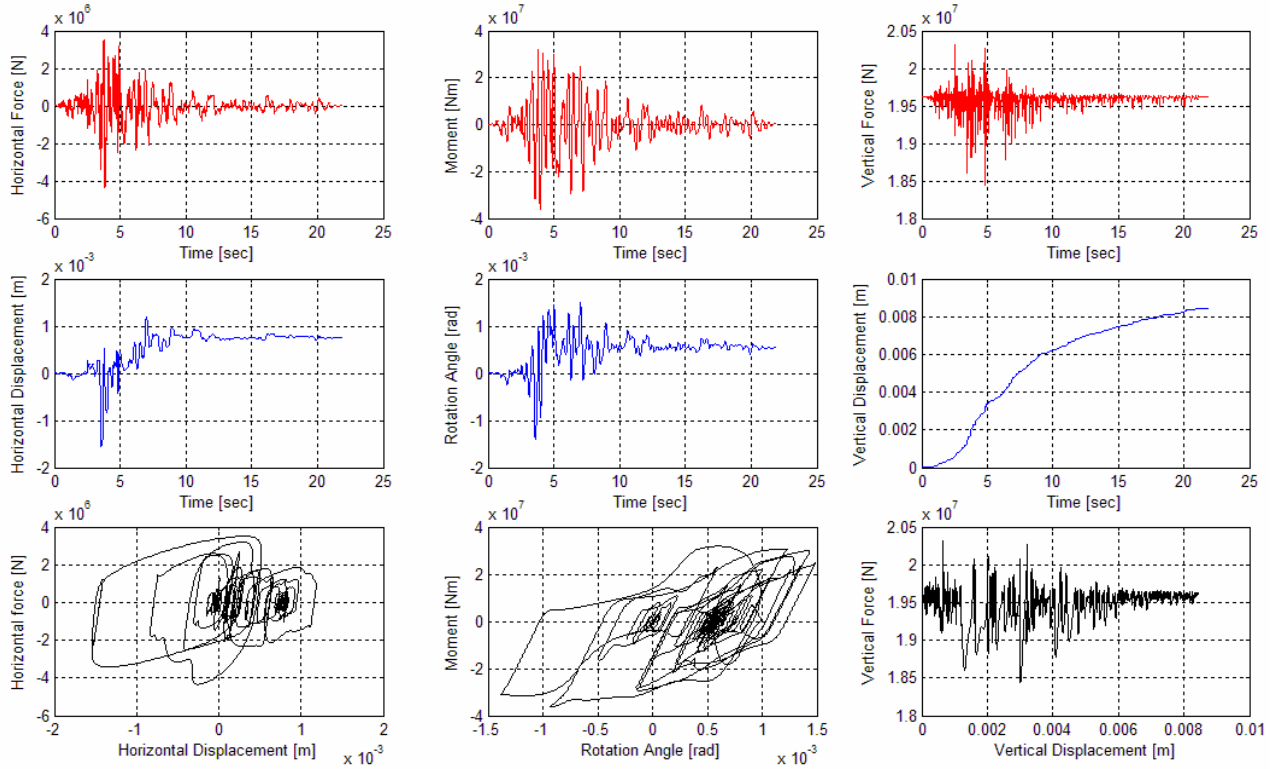 x 10^6
Horizontal Force [N]
4
2
0
-2
-4
-6
0 5 10 15 20 25
Time [sec]
x 10^7
Moment [Nm]
4
2
0
-2
-4
0 5 10 15 20 25
Time [sec]
x 10^7
Vertical Force [N]
2.05
2
1.95
1.9
1.85
1.8
0 5 10 15 20 25
Time [sec]
x 10^-3
Horizontal Displacement [m]
2
1
0
-1
-2
0 5 10 15 20 25
Time [sec]
x 10^-3
Rotation Angle [rad]
2
1
0
-1
-2
0 5 10 15 20 25
Time [sec]
Vertical Displacement [m]
0.01
0.008
0.006
0.004
0.002
0
0 5 10 15 20 25
Time [sec]
x 10^6
Horizontal force [N]
4
2
0
-2
-4
-6
-2 -1 0 1 2
Horizontal Displacement [m]
x 10^-3
x 10^7
Moment [Nm]
4
2
0
-2
-4
-1.5 -1 -0.5 0 0.5 1 1.5
Rotation Angle [rad]
x 10^-3
x 10^7
Vertical Force [N]
2.05
2
1.95
1.9
1.85
1.8
0 0.002 0.004 0.006 0.008 0.01
Vertical Displacement [m]